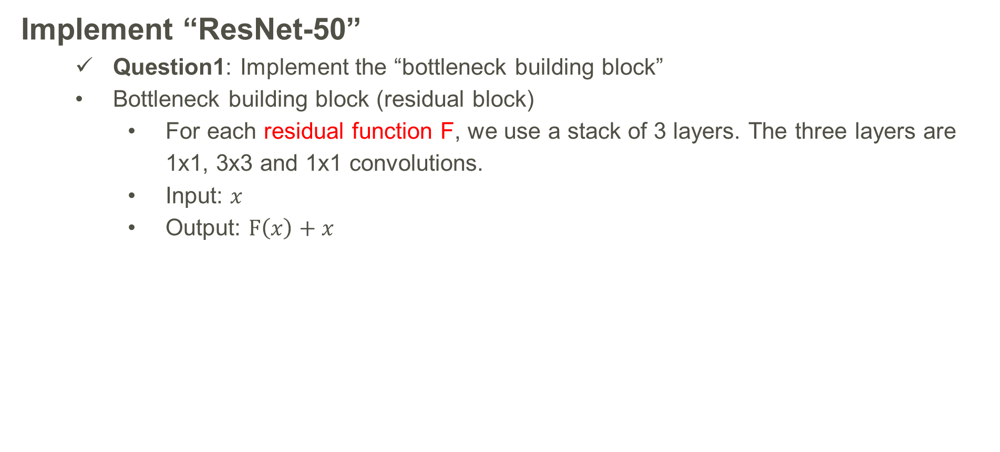 Implement “ResNet-50”
✓ Question1: Implement the “bottleneck building block”
• Bottleneck building block (residual block)
• For each residual function F, we use a stack of 3 layers. The three layers are
1x1, 3x3 and 1x1 convolutions.
• Input: 𝑥
• Output: F(𝑥) + 𝑥